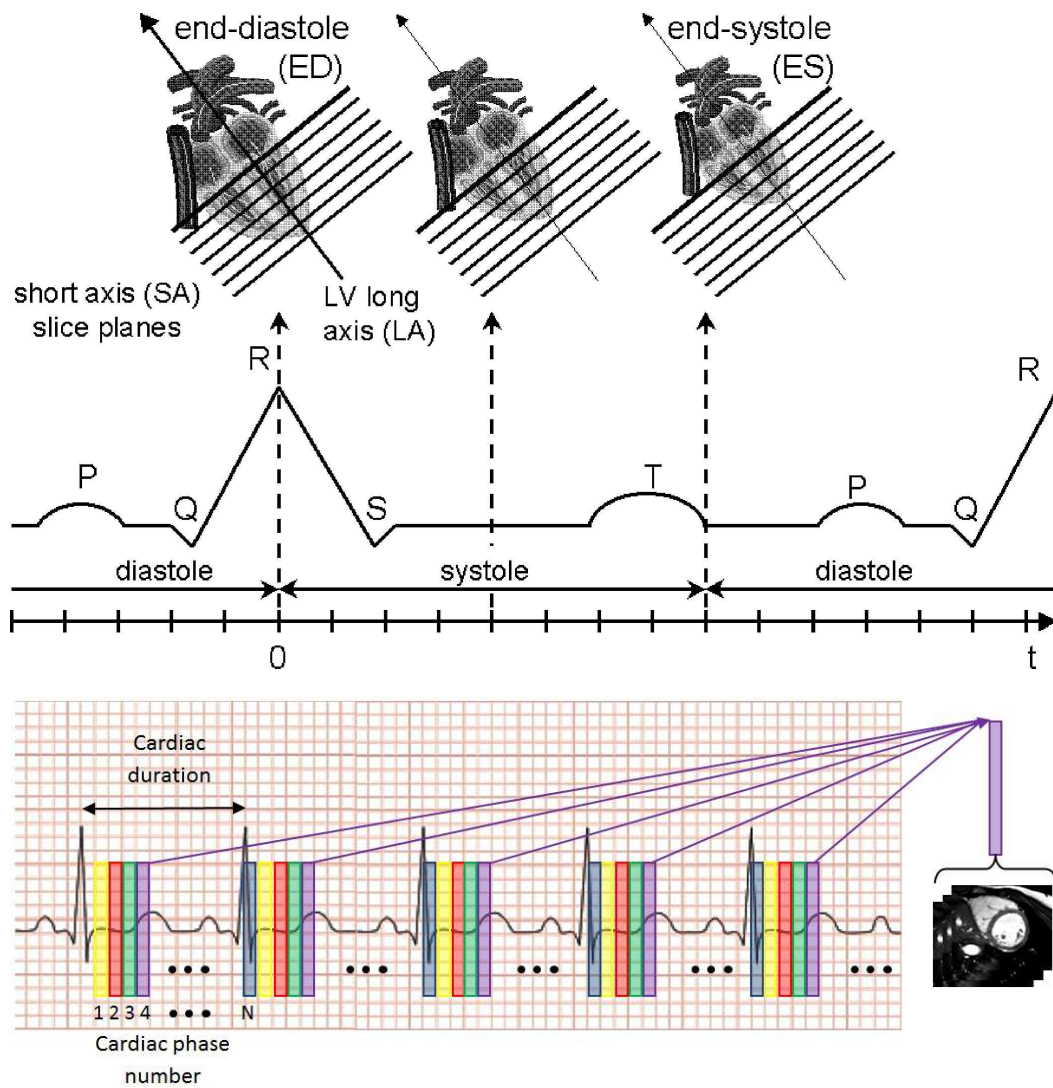 end-diastole
(ED)
end-systole
(ES)
short axis (SA)
slice planes
LV long
axis (LA)
R
R
P
Q
S
T
P
Q
diastole
systole
diastole
0
t
Cardiac
duration
1 2 3 4 ••• N
Cardiac phase
number